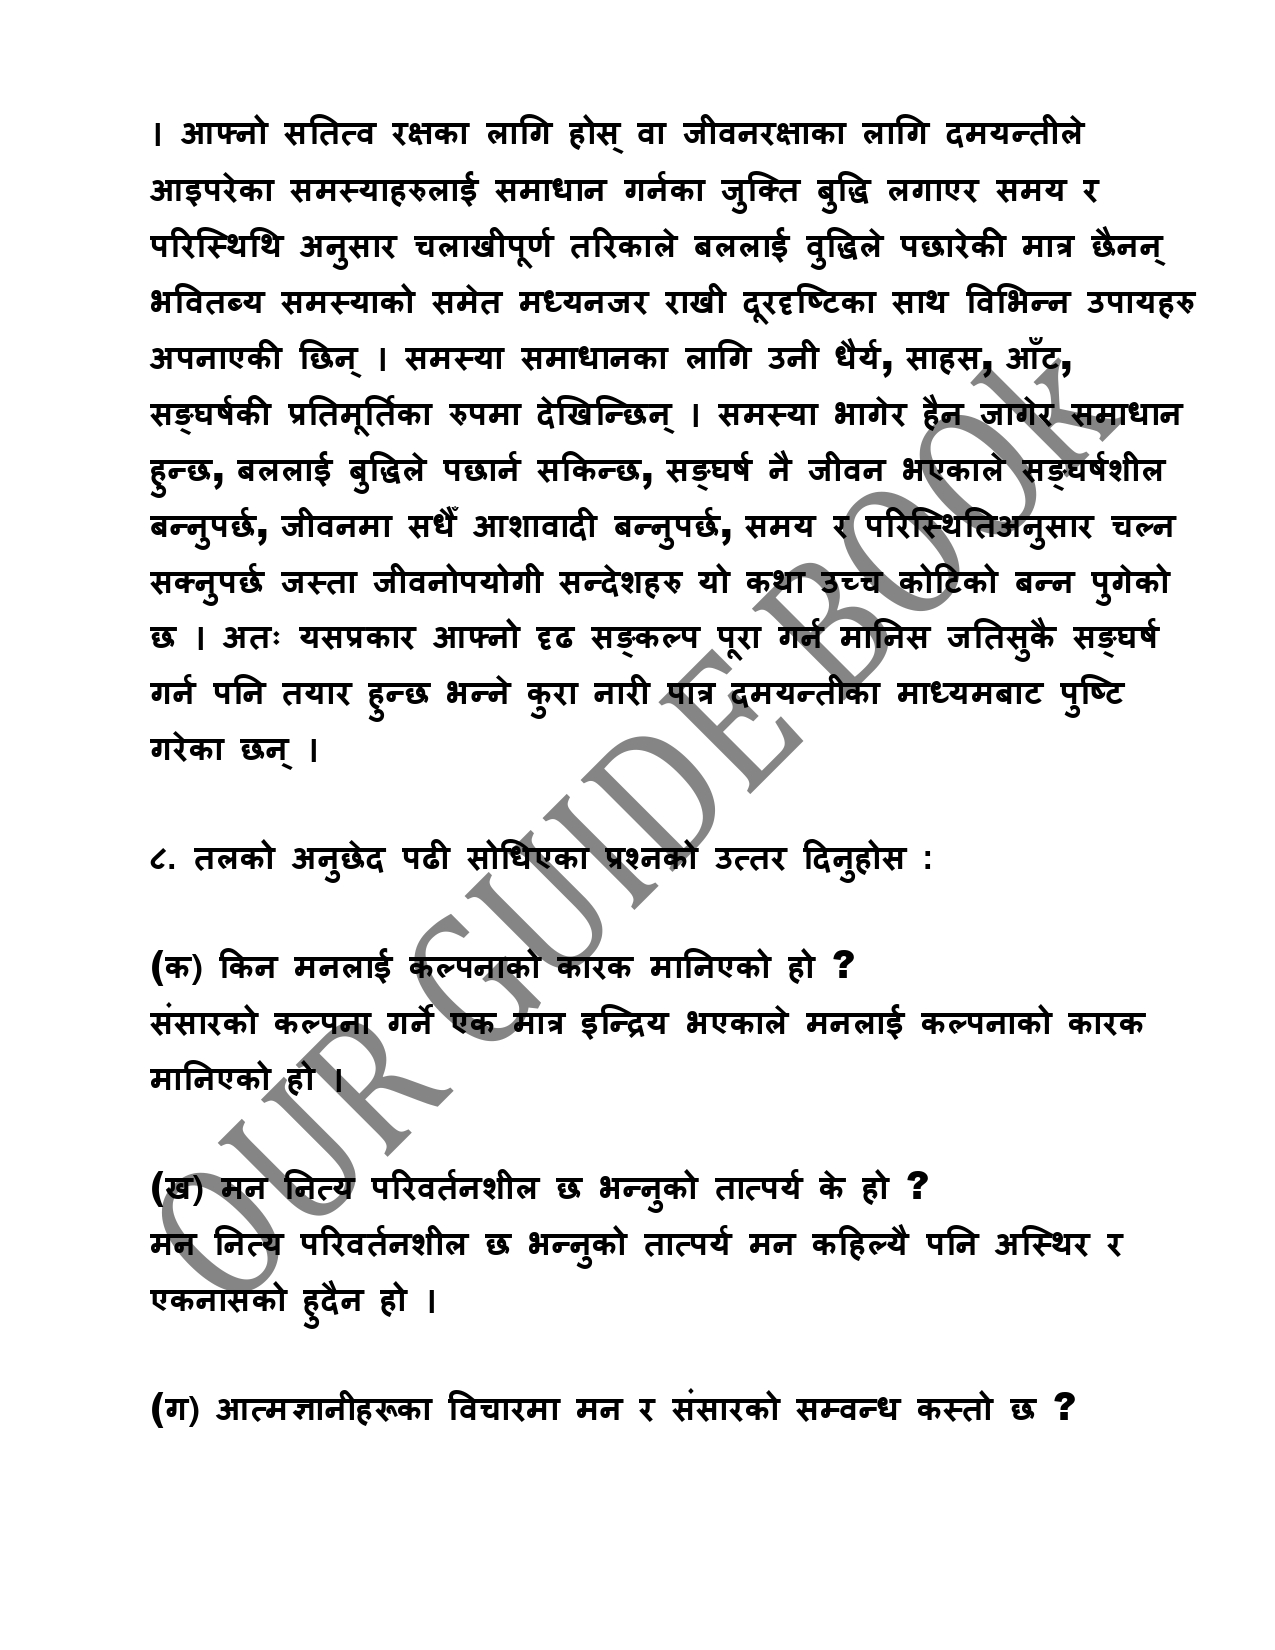 । आफ्नो सतित्व रक्षका लागि होस् वा जीवनरक्षाका लागि दमयन्तीले
आइपरेका समस्याहरुलाई समाधान गर्नका जुक्ति बुद्धि लगाएर समय र
परिस्थिथि अनुसार चलाखीपूर्ण तरिकाले बललाई वुद्धिले पछारेकी मात्र छैनन्
भवितब्य समस्याको समेत मध्यनजर राखी दूरदृष्टिका साथ विभिन्न उपायहरु
अपनाएकी छिन् । समस्या समाधानका लागि उनी धैर्य, साहस, आँट,
सङ्घर्षकी प्रतिमूर्तिका रुपमा देखिन्छिन् । समस्या भागेर हैन जागेर समाधान
हुन्छ, बललाई बुद्धिले पछार्न सकिन्छ, सङ्घर्ष नै जीवन भएकाले सङ्घर्षशील
बन्नुपर्छ, जीवनमा सधैँ आशावादी बन्नुपर्छ, समय र परिस्थितिअनुसार चल्न
सक्नुपर्छ जस्ता जीवनोपयोगी सन्देशहरु यो कथा उच्च कोटिको बन्न पुगेको
छ । अतः यसप्रकार आफ्नो दृढ सङ्कल्प पूरा गर्न मानिस जतिसुकै सङ्घर्ष
गर्न पनि तयार हुन्छ भन्ने कुरा नारी पात्र दमयन्तीका माध्यमबाट पुष्टि
गरेका छन् ।
८. तलको अनुछेद पढी सोधिएका प्रश्नको उत्तर दिनुहोस :
(क) किन मनलाई कल्पनाको कारक मानिएको हो ?
संसारको कल्पना गर्ने एक मात्र इन्द्रिय भएकाले मनलाई कल्पनाको कारक
मानिएको हो ।
(ख) मन नित्य परिवर्तनशील छ भन्नुको तात्पर्य के हो ?
मन नित्य परिवर्तनशील छ भन्नुको तात्पर्य मन कहिल्यै पनि अस्थिर र
एकनासको हुदैन हो ।
(ग) आत्मज्ञानीहरूका विचारमा मन र संसारको सम्वन्ध कस्तो छ ?
OUR GUIDE BOOk